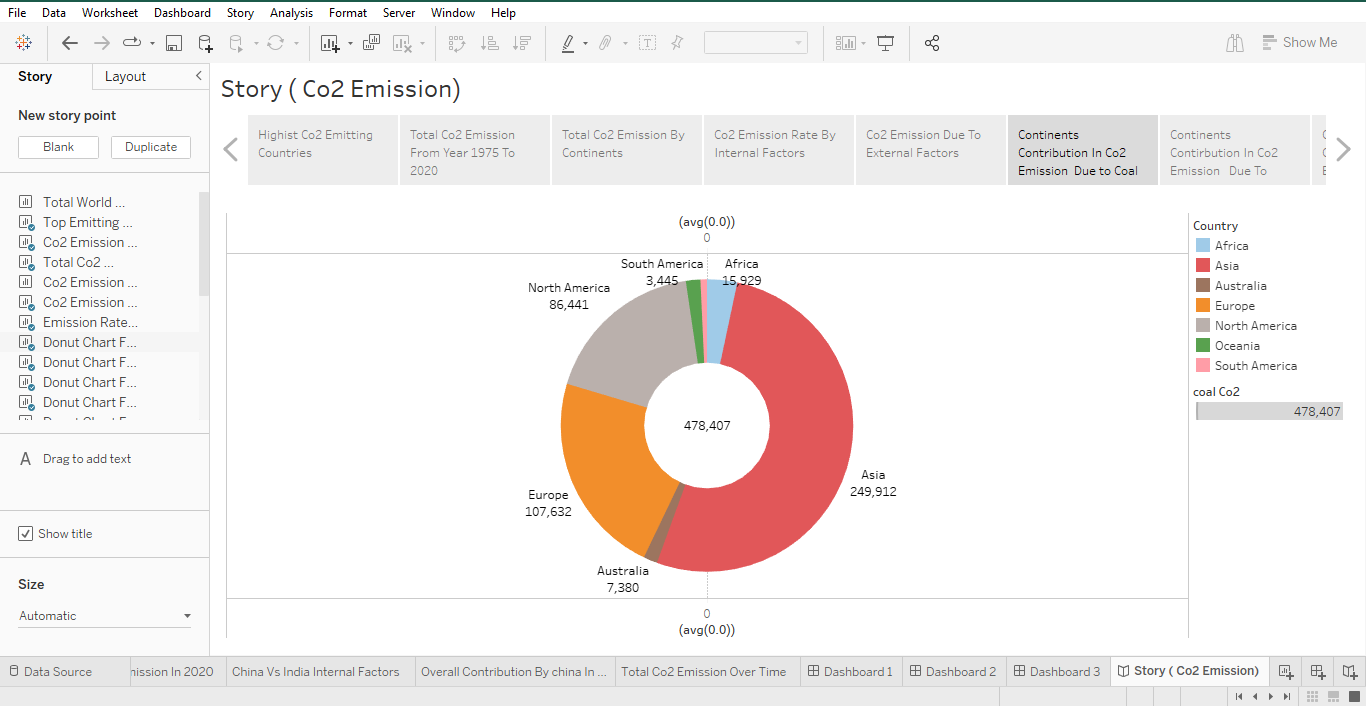 File Data Worksheet Dashboard Story Analysis Format Server Window Help
Show Me
Story Layout
New story point
Blank Duplicate
Total World ...
Top Emitting ...
Co2 Emission ...
Total Co2 ...
Co2 Emission ...
Co2 Emission ...
Emission Rate...
Donut Chart F...
Donut Chart F...
Donut Chart F...
Donut Chart F...
A Drag to add text
Show title
Size
Automatic
Story ( Co2 Emission)
Highist Co2 Emitting
Countries
Total Co2 Emission
From Year 1975 To
2020
Total Co2 Emission By
Continents
Co2 Emission Rate By
Internal Factors
Co2 Emission Due To
External Factors
Continents
Contribution In Co2
Emission Due to Coal
Continents
Contirbution In Co2
Emission Due To
(avg(0.0))
0
South America
3,445
Africa
15,929
North America
86,441
478,407
Asia
249,912
Europe
107,632
Australia
7,380
0
(avg(0.0))
Country
Africa
Asia
Australia
Europe
North America
Oceania
South America
coal Co2
478,407
Data Source
ission In 2020
China Vs India Internal Factors
Overall Contribution By china In ...
Total Co2 Emission Over Time
Dashboard 1
Dashboard 2
Dashboard 3
Story ( Co2 Emission)